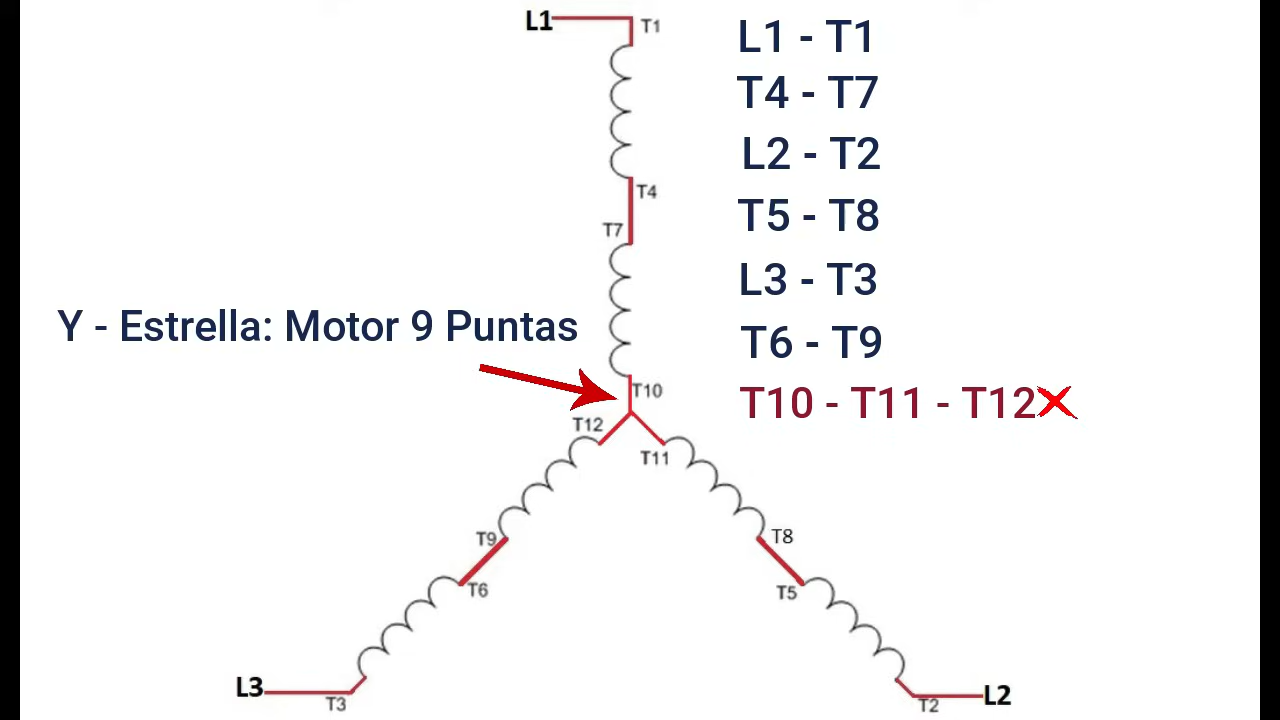 L1
T1
L1 - T1
T4 - T7
L2 - T2
T4
T5 - T8
T7
L3 - T3
Y - Estrella: Motor 9 Puntas
T6 - T9
T10
T10 - T11 - T12
T12
T11
T9
T8
T6
T5
L3
T3
L2
T2